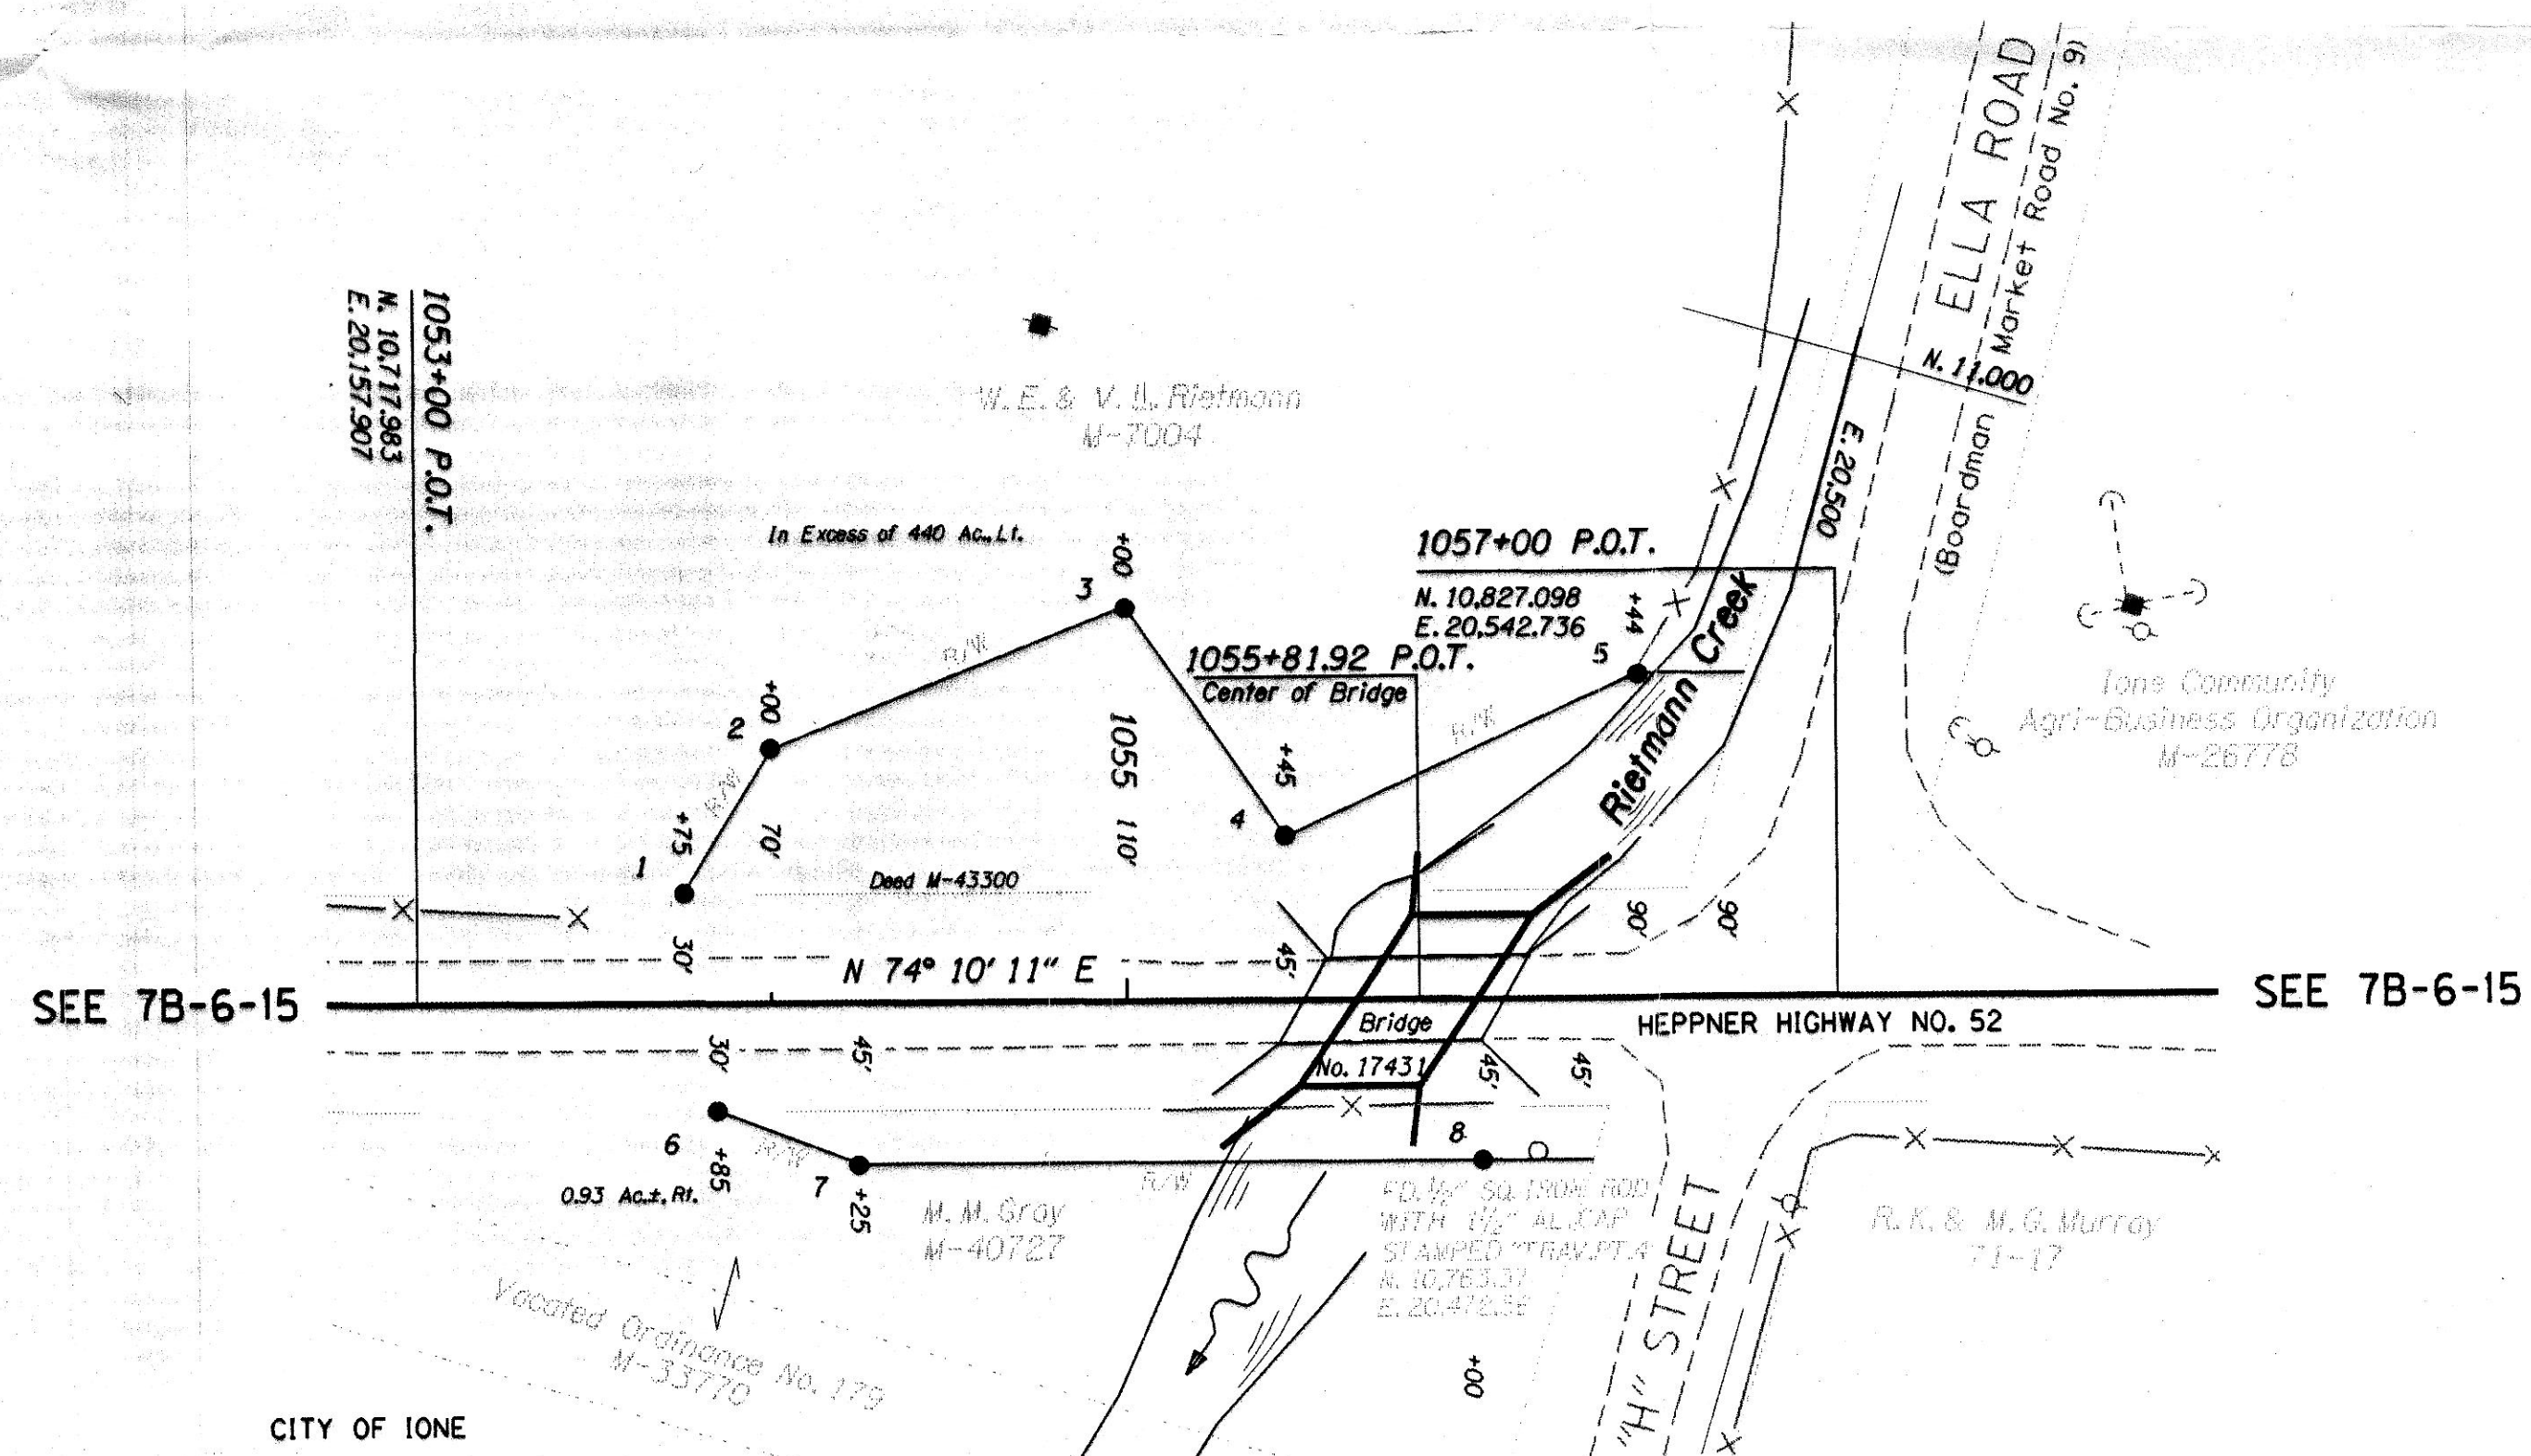 ELLA ROAD
(Boardman Market Road No. 9)
1053+00 P.O.T.
N. 10,717.983
E. 20,157.907
N. 11,000
E. 20,500
W. E. & V. L. Rietmann
M-7004
In Excess of 440 Ac., Lt.
+00
3
1057+00 P.O.T.
N. 10,827.098
E. 20,542.736
+44
5
Rietmann Creek
R/W
1055+81.92 P.O.T.
Center of Bridge
Ione Community
Agri-Business Organization
M-26778
+00
2
R/W
R/W
1055
110'
+45
4
+75
1
70'
Deed M-43300
30'
45'
90'
90'
N 74° 10' 11" E
SEE 7B-6-15
SEE 7B-6-15
Bridge
No. 17431
HEPPNER HIGHWAY NO. 52
30'
45'
45'
45'
6
+85
R/W
7
+25
8
R/W
0.93 Ac.±, Rt.
M. M. Gray
M-40727
FD. 1/2" SQ. IRON ROD
WITH 1 1/2" AL. CAP
STAMPED "TRAV. PT. 4
N. 10,763.37
"H" STREET
R. K. & M. G. Murray
71-17
Vacated Ordinance No. 179
M-33770
+00
CITY OF IONE